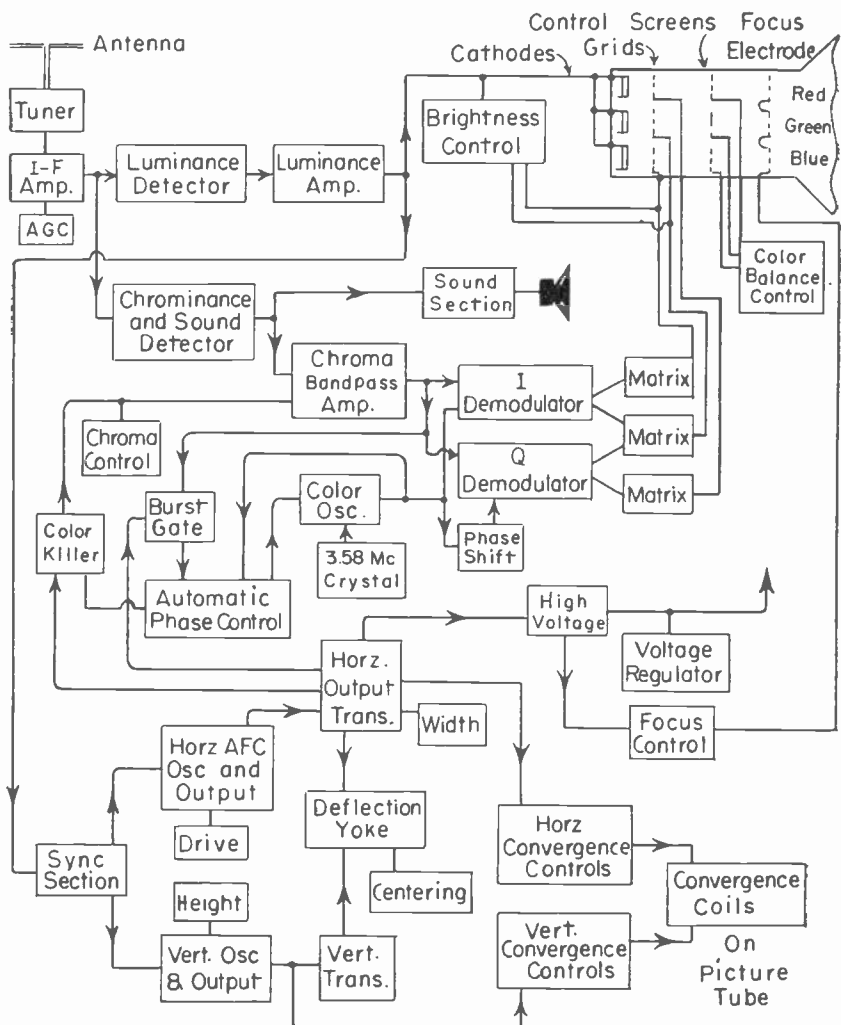 Antenna
Control Screens Focus
Grids Electrode
Cathodes
Tuner
Red
Green
Blue
Brightness
Control
I-F
Amp.
Luminance
Detector
Luminance
Amp.
AGC
Color
Balance
Control
Sound
Section
Chrominance
and Sound
Detector
Chroma
Bandpass
Amp.
I
Demodulator
Matrix
Chroma
Control
Matrix
Q
Demodulator
Matrix
Burst
Gate
Color
Osc.
Color
Killer
Phase
Shift
3.58 Mc
Crystal
Automatic
Phase Control
High
Voltage
Voltage
Regulator
Horz.
Output
Trans.
Width
Focus
Control
Horz AFC
Osc and
Output
Deflection
Yoke
Drive
Horz
Convergence
Controls
Sync
Section
Centering
Convergence
Coils
On
Picture
Tube
Height
Vert. Osc
& Output
Vert.
Trans.
Vert.
Convergence
Controls